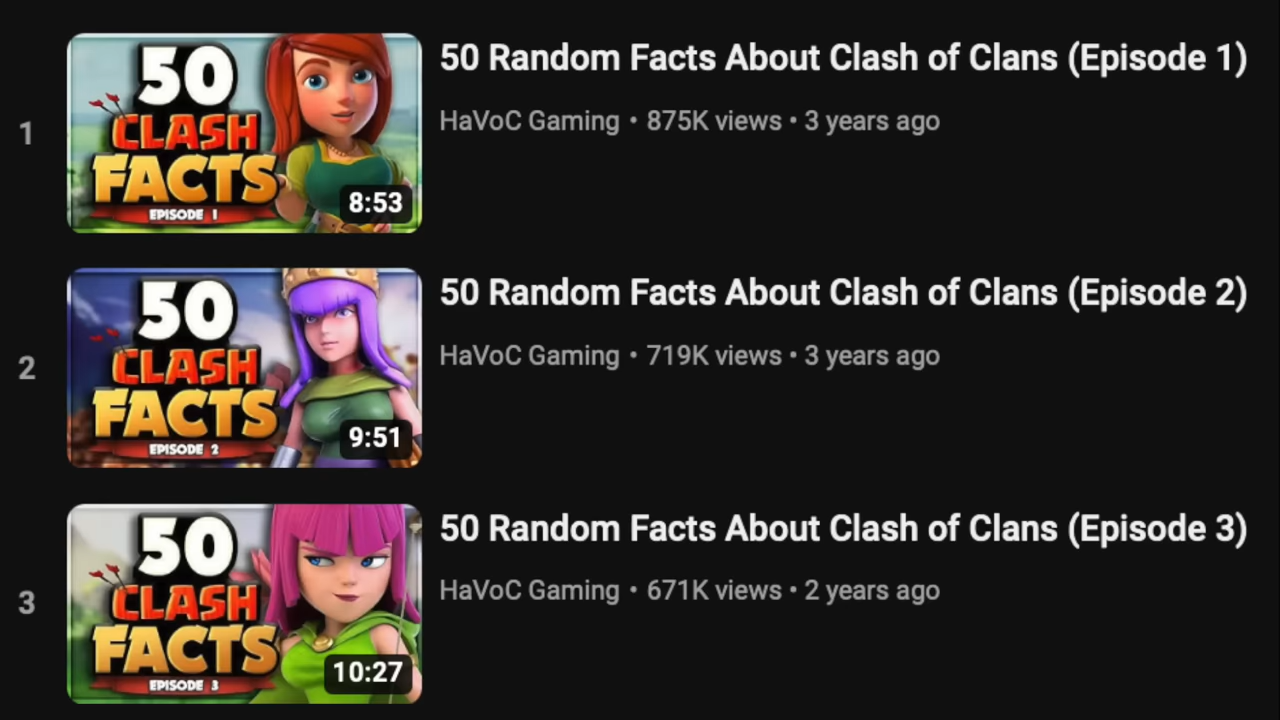 1
50
CLASH
FACTS
EPISODE 1
8:53
50 Random Facts About Clash of Clans (Episode 1)
HaVoC Gaming • 875K views • 3 years ago
2
50
CLASH
FACTS
EPISODE 2
9:51
50 Random Facts About Clash of Clans (Episode 2)
HaVoC Gaming • 719K views • 3 years ago
3
50
CLASH
FACTS
EPISODE 3
10:27
50 Random Facts About Clash of Clans (Episode 3)
HaVoC Gaming • 671K views • 2 years ago